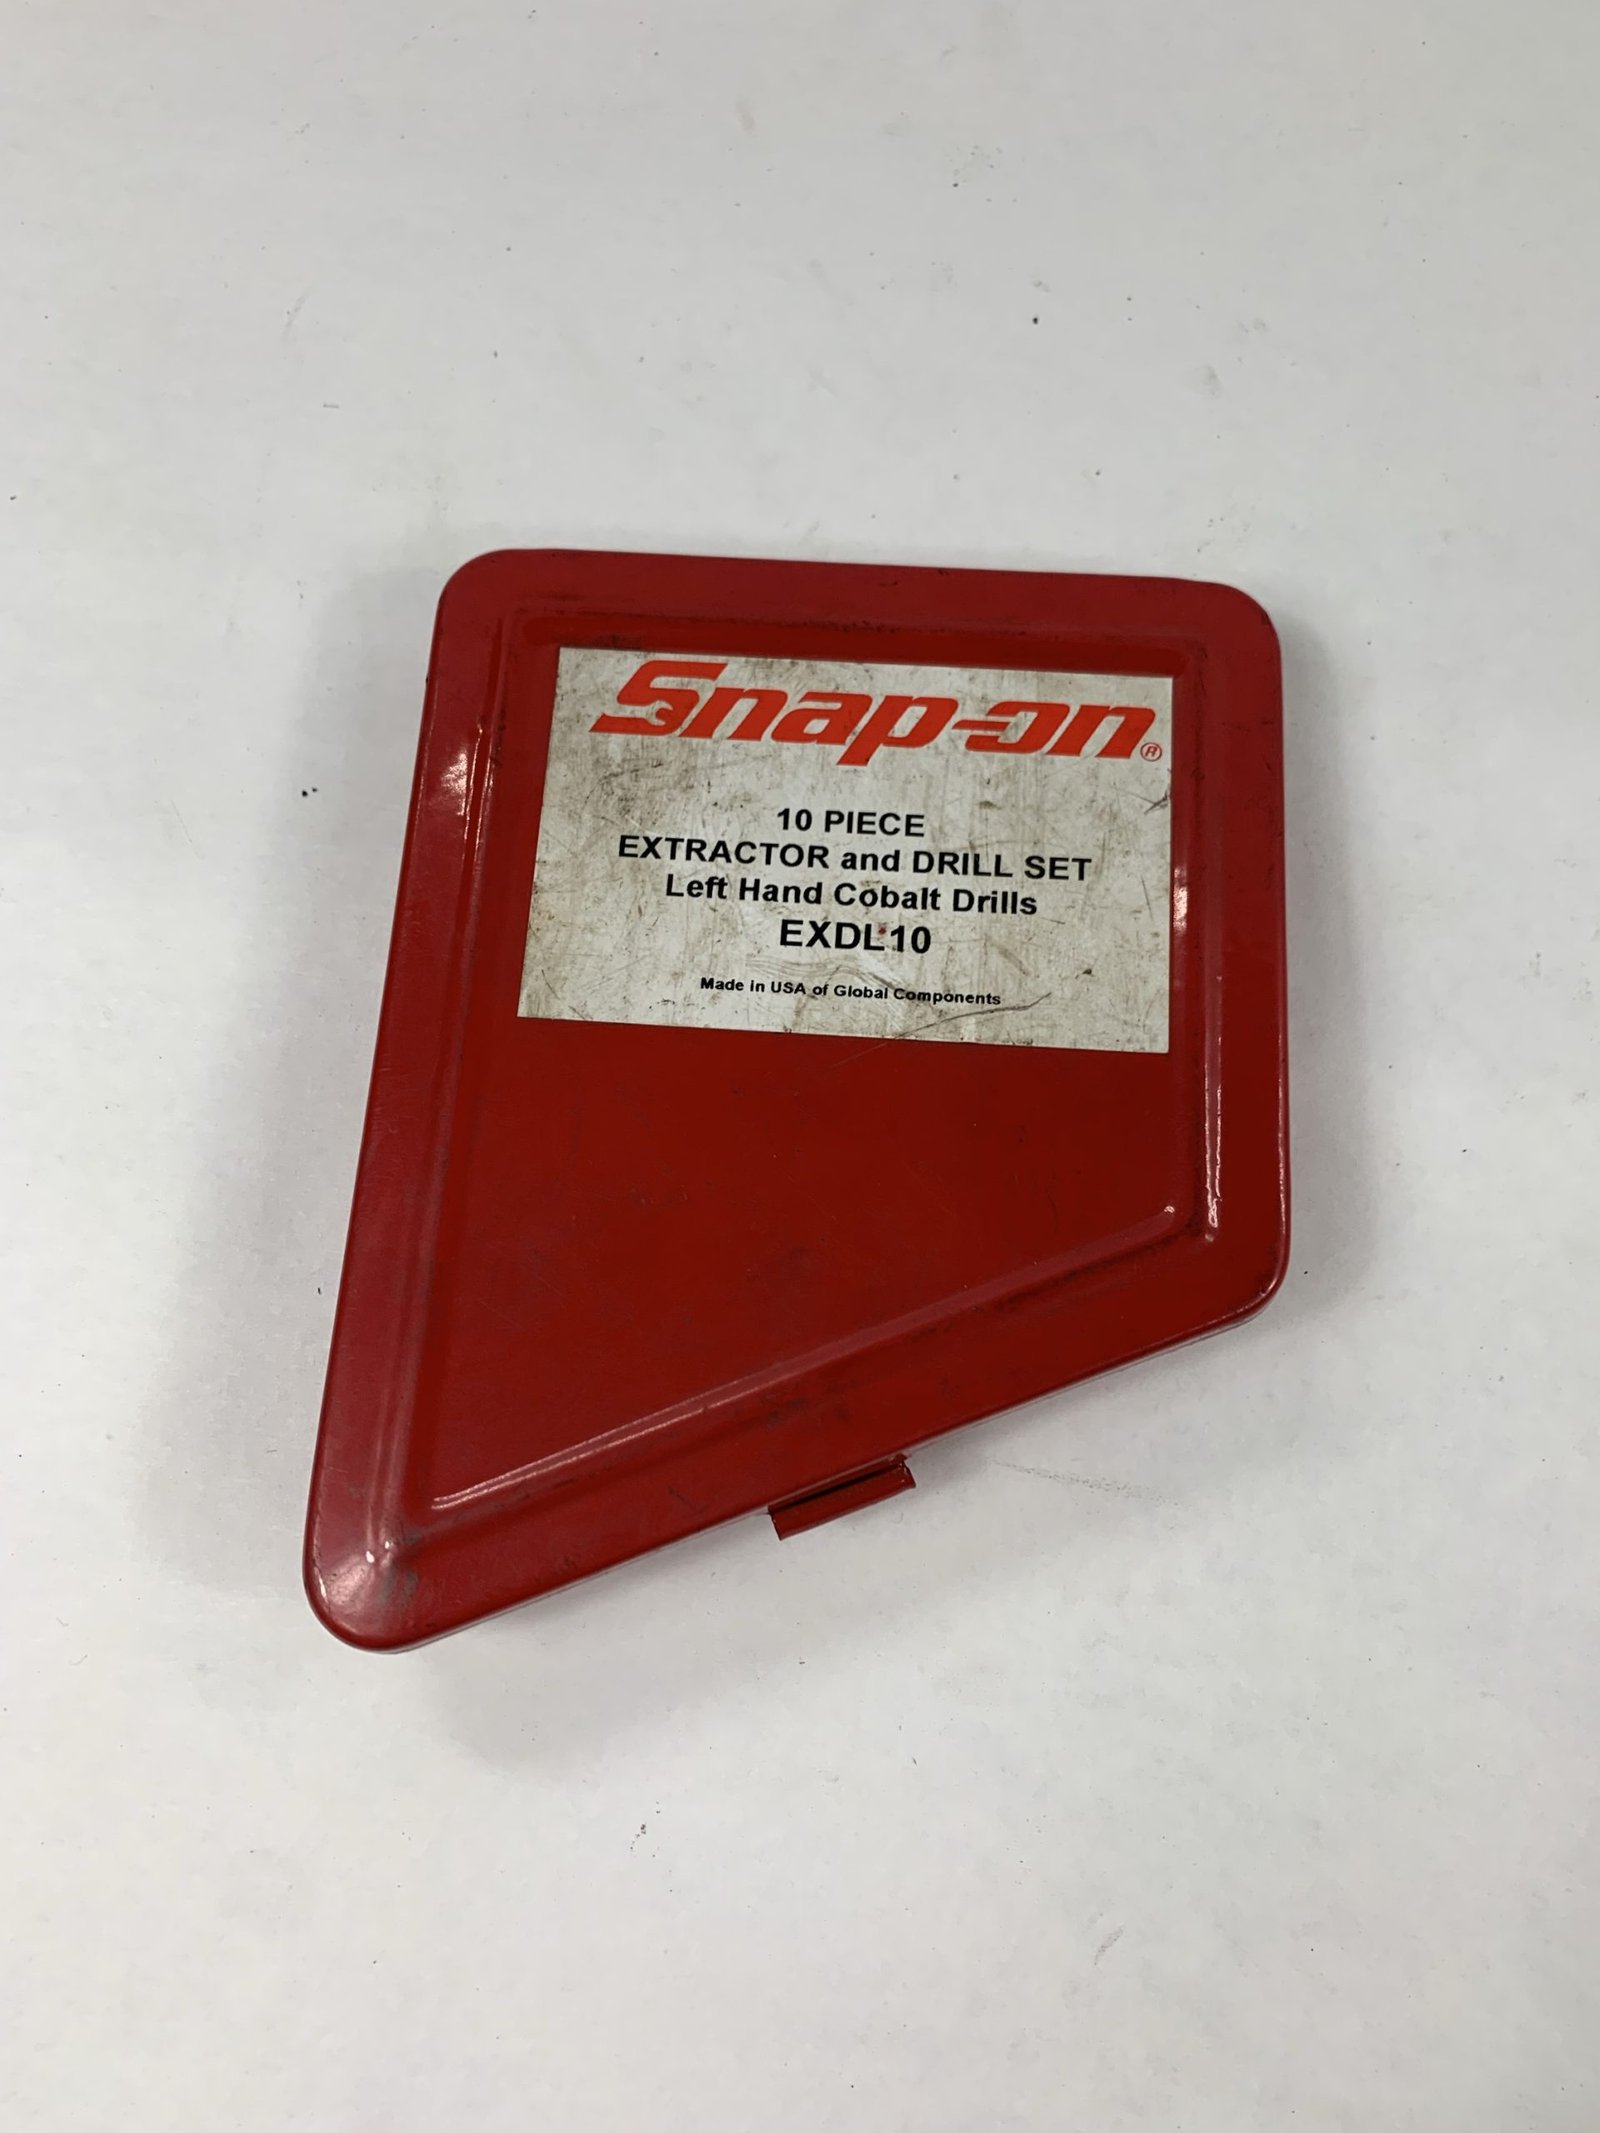 Snap-on®
10 PIECE
EXTRACTOR and DRILL SET
Left Hand Cobalt Drills
EXDL10
Made in USA of Global Components